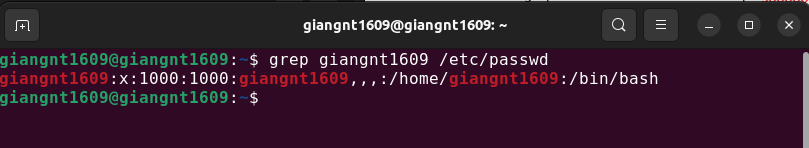 giangnt1609@giangnt1609: ~
giangnt1609@giangnt1609:~$ grep giangnt1609 /etc/passwd
giangnt1609:x:1000:1000:giangnt1609,,,:/home/giangnt1609:/bin/bash
giangnt1609@giangnt1609:~$